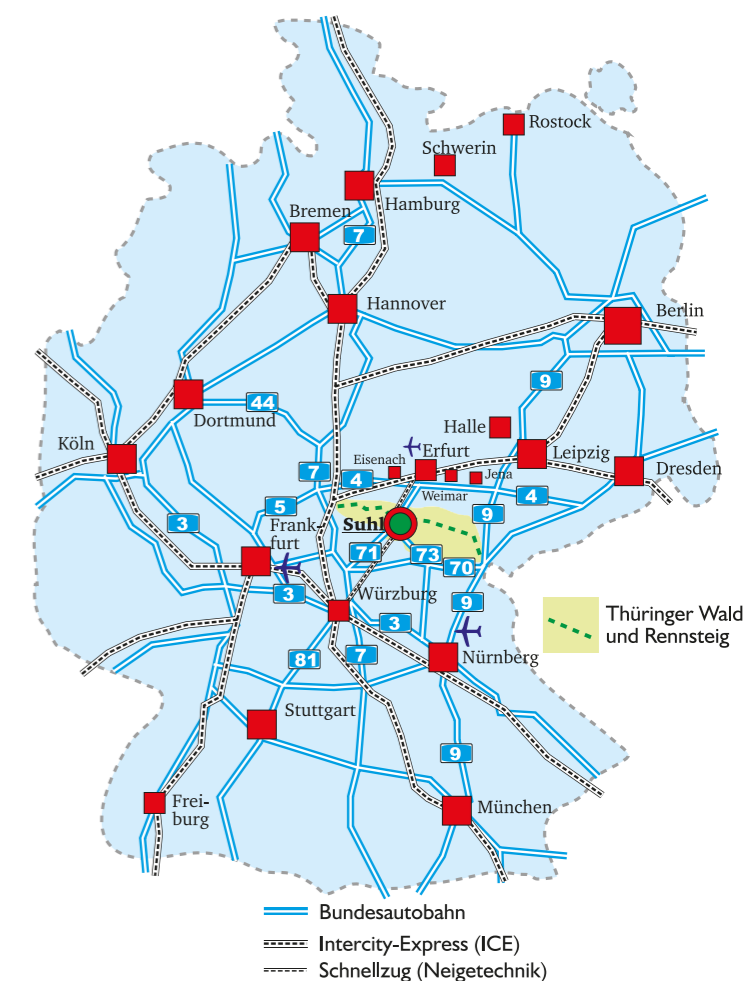 Rostock
Schwerin
Hamburg
Bremen
7
Hannover
Berlin
9
Dortmund
44
Halle
Köln
Erfurt
Leipzig
Eisenach
Dresden
7
4
Jena
Weimar
4
5
9
3
Frank-
furt
Suhl
71
73
70
3
Würzburg
9
3
Thüringer Wald
und Rennsteig
81
7
Nürnberg
Stuttgart
9
Frei-
burg
München
Bundesautobahn
Intercity-Express (ICE)
Schnellzug (Neigetechnik)